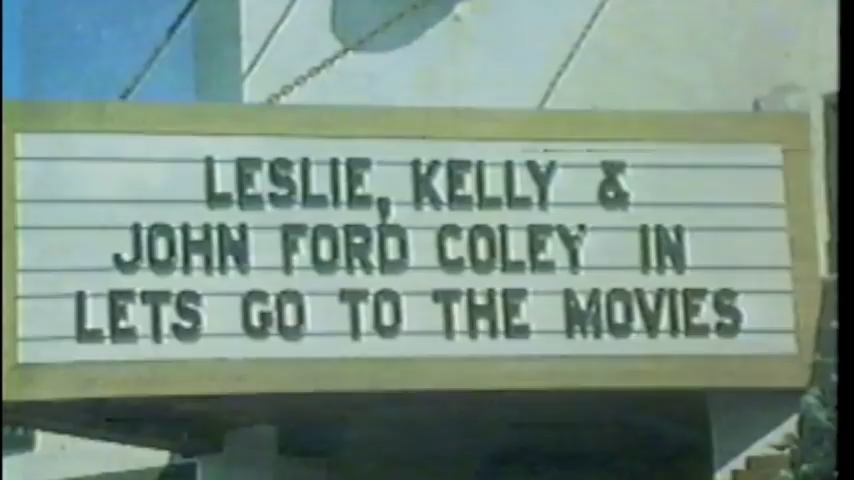 LESLIE, KELLY &
JOHN FORD COLEY IN
LETS GO TO THE MOVIES